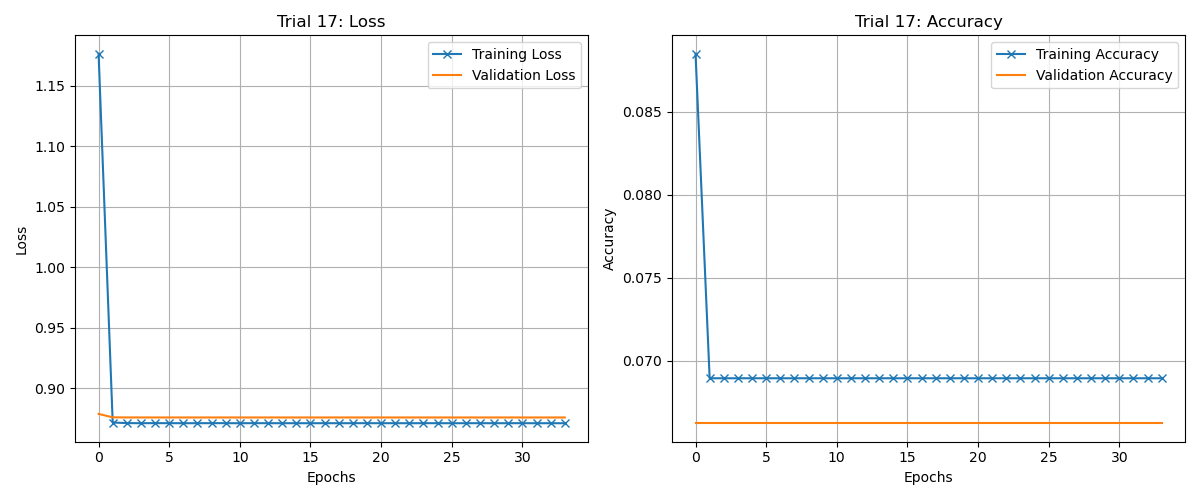 Trial 17: Loss
Training Loss
Validation Loss
1.15
1.10
1.05
1.00
0.95
0.90
Loss
0 5 10 15 20 25 30
Epochs
Trial 17: Accuracy
Training Accuracy
Validation Accuracy
0.085
0.080
0.075
0.070
Accuracy
0 5 10 15 20 25 30
Epochs